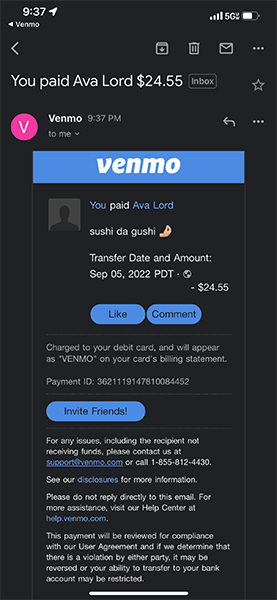 9:37
5G
Venmo
You paid Ava Lord $24.55 Inbox
V
Venmo 9:37 PM
to me
venmo
You paid Ava Lord
sushi da gushi 🤌🏻
Transfer Date and Amount:
Sep 05, 2022 PDT ·
- $24.55
Like Comment
Charged to your debit card, and will appear
as "VENMO" on your card's billing statement.
Payment ID: 3621119147810084452
Invite Friends!
For any issues, including the recipient not
receiving funds, please contact us at
support@venmo.com or call 1-855-812-4430.
See our disclosures for more information.
Please do not reply directly to this email. For
more assistance, visit our Help Center at
help.venmo.com.
This payment will be reviewed for compliance
with our User Agreement and if we determine that
there is a violation by either party, it may be
reversed or your ability to transfer to your bank
account may be restricted.